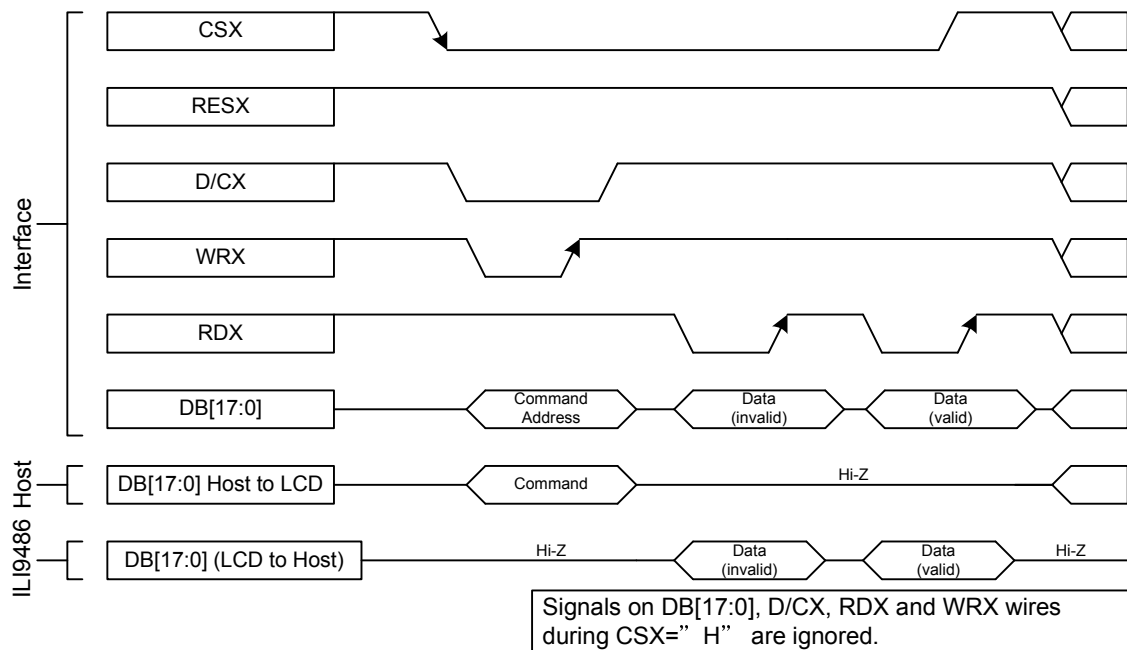 CSX
RESX
D/CX
Interface
WRX
RDX
DB[17:0]
Command
Address
Data
(invalid)
Data
(valid)
Host
DB[17:0] Host to LCD
Command
Hi-Z
ILI9486
DB[17:0] (LCD to Host)
Hi-Z
Data
(invalid)
Data
(valid)
Hi-Z
Signals on DB[17:0], D/CX, RDX and WRX wires
during CSX=” H” are ignored.